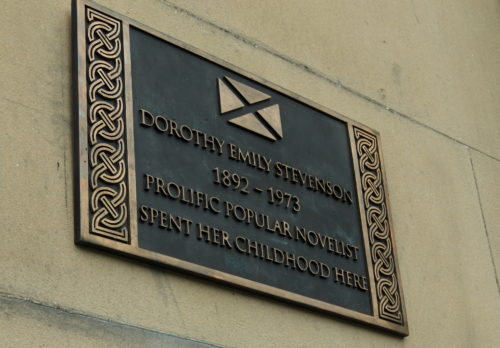 DOROTHY EMILY STEVENSON
1892 – 1973
PROLIFIC POPULAR NOVELIST
SPENT HER CHILDHOOD HERE